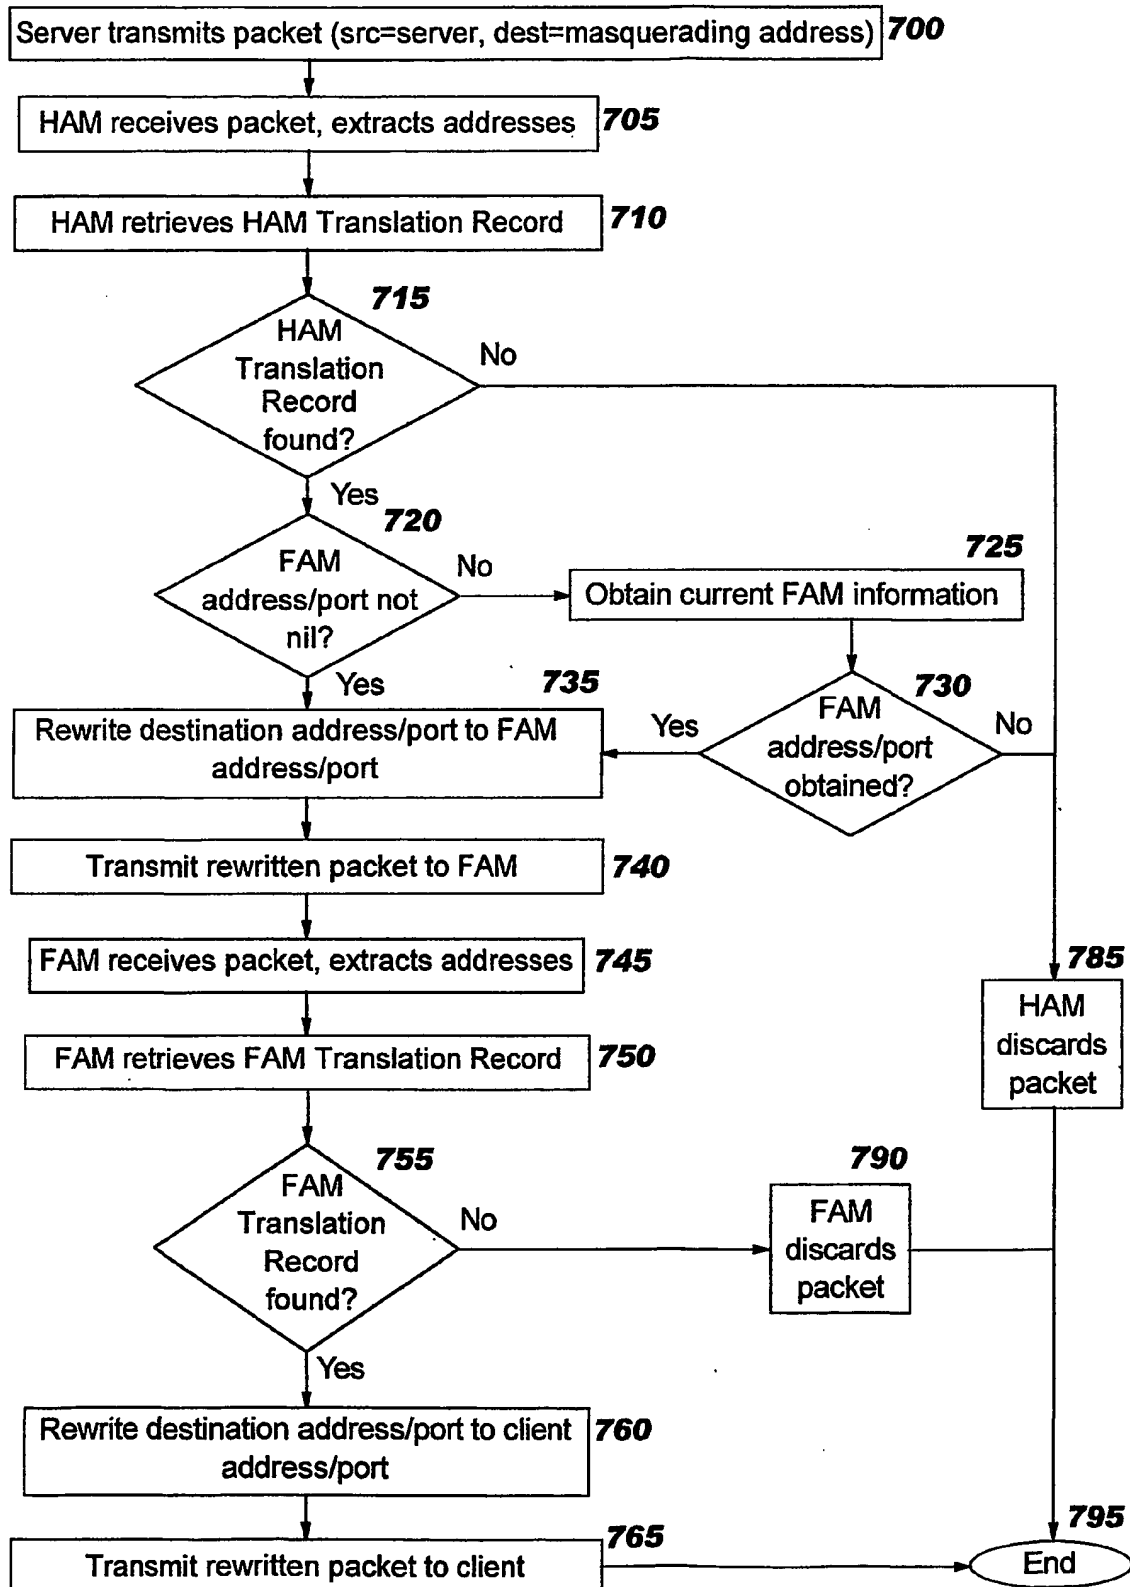 Server transmits packet (src=server, dest=masquerading address)
700
HAM receives packet, extracts addresses
705
HAM retrieves HAM Translation Record
710
715
HAM
Translation
Record
found?
No
Yes
720
FAM
address/port not
nil?
No
725
Obtain current FAM information
Yes
735
730
FAM
address/port
obtained?
Yes
No
Rewrite destination address/port to FAM
address/port
Transmit rewritten packet to FAM
740
FAM receives packet, extracts addresses
745
785
HAM
discards
packet
FAM retrieves FAM Translation Record
750
755
FAM
Translation
Record
found?
No
790
FAM
discards
packet
Yes
Rewrite destination address/port to client
address/port
760
765
Transmit rewritten packet to client
795
End